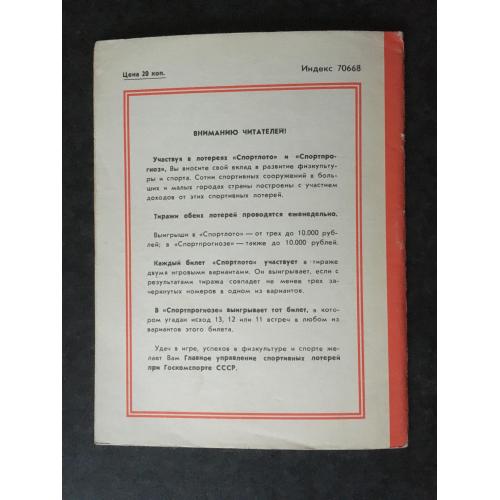 Цена 20 коп.
Индекс 70668
ВНИМАНИЮ ЧИТАТЕЛЕЙ!
Участвуя в лотереях «Спортлото» и «Спортпро-
гноз», Вы вносите свой вклад в развитие физкульту-
ры и спорта. Сотни спортивных сооружений в боль-
ших и малых городах страны построены с участием
доходов от этих спортивных лотерей.
Тиражи обеих лотерей проводятся еженедельно.
Выигрыши в «Спортлото» — от трех до 10.000 руб-
лей; в «Спортпрогнозе» — также до 10.000 рублей.
Каждый билет «Спортлото» участвует в тираже
двумя игровыми вариантами. Он выигрывает, если с
результатами тиража совпадет не менее трех за-
черкнутых номеров в одном из вариантов.
В «Спортпрогнозе» выигрывает тот билет, в кото-
ром угадан исход 13, 12 или 11 встреч в любом из
вариантов этого билета.
Удач в игре, успехов в физкультуре и спорте же-
лает Вам Главное управление спортивных лотерей
при Госкомспорте СССР.